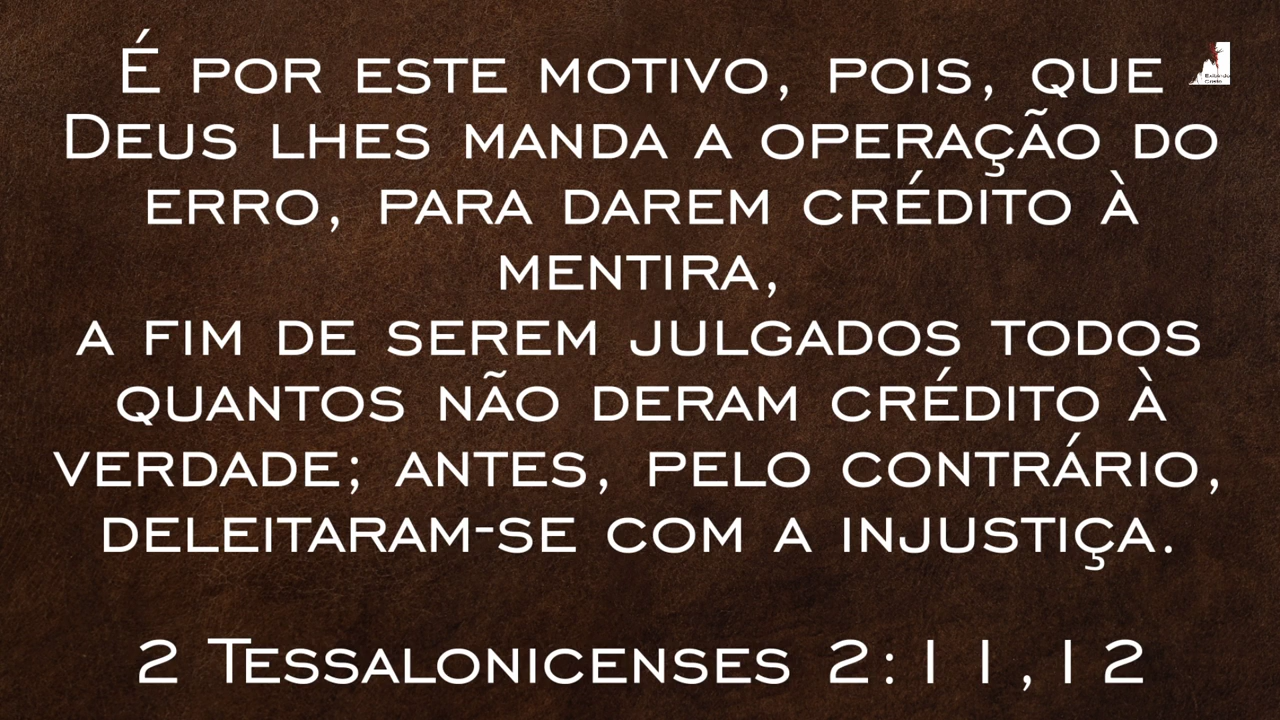 É POR ESTE MOTIVO, POIS, QUE
DEUS LHES MANDA A OPERAÇÃO DO
ERRO, PARA DAREM CRÉDITO À
MENTIRA,
A FIM DE SEREM JULGADOS TODOS
QUANTOS NÃO DERAM CRÉDITO À
VERDADE; ANTES, PELO CONTRÁRIO,
DELEITARAM-SE COM A INJUSTIÇA.
2 TESSALONICENSES 2:11,12